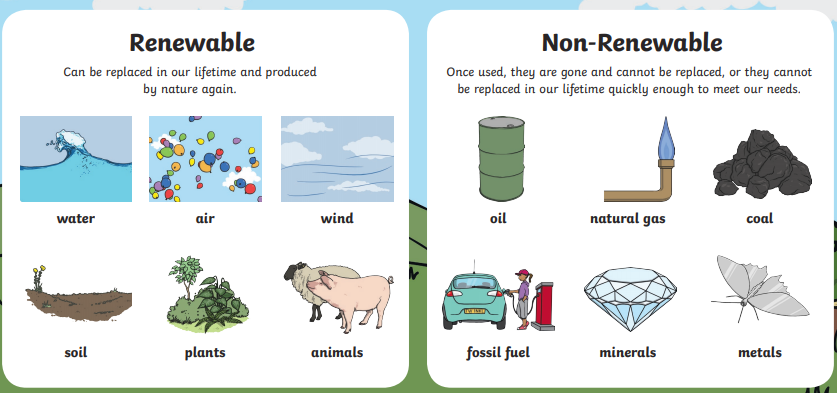 Renewable
Can be replaced in our lifetime and produced
by nature again.
water
air
wind
soil
plants
animals
Non-Renewable
Once used, they are gone and cannot be replaced, or they cannot
be replaced in our lifetime quickly enough to meet our needs.
oil
natural gas
coal
fossil fuel
minerals
metals